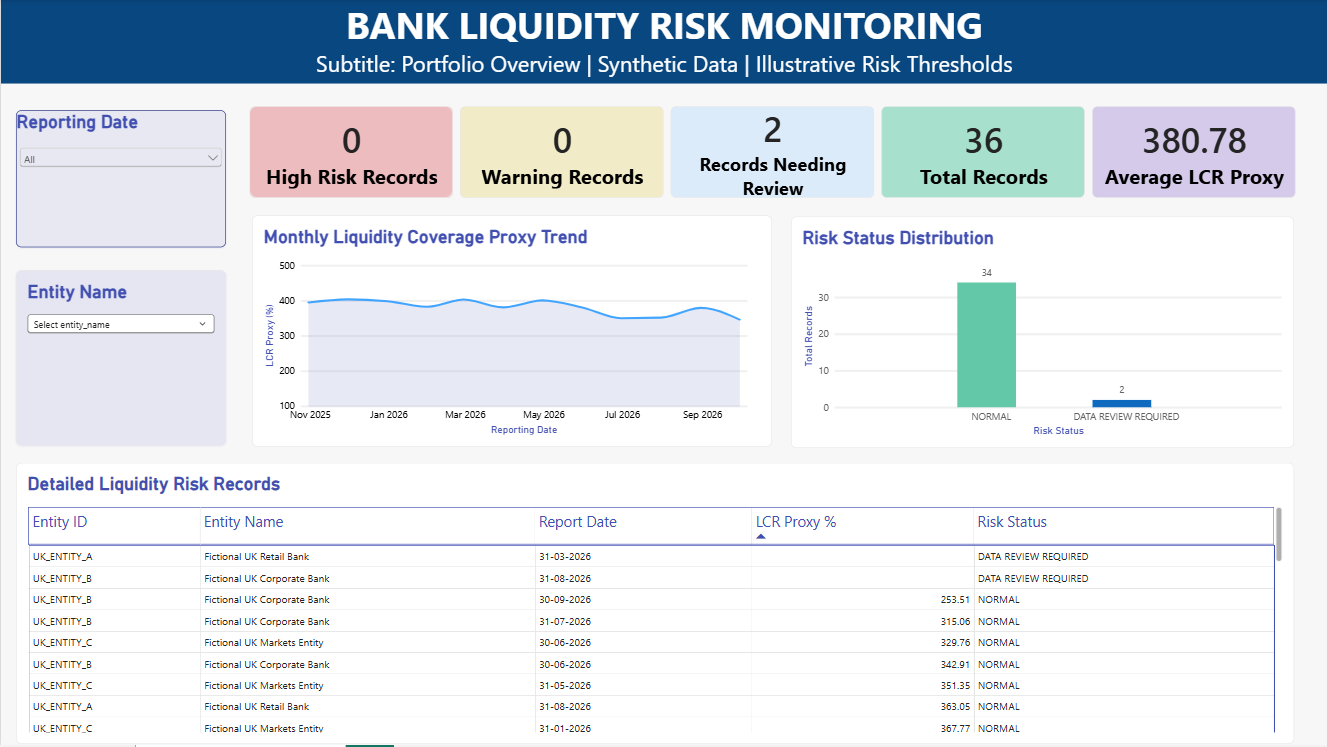 BANK LIQUIDITY RISK MONITORING
Subtitle: Portfolio Overview | Synthetic Data | Illustrative Risk Thresholds
Reporting Date
All
Entity Name
Select entity_name
0
High Risk Records
0
Warning Records
2
Records Needing
Review
36
Total Records
380.78
Average LCR Proxy
Monthly Liquidity Coverage Proxy Trend
LCR Proxy (%)
500
400
300
200
100
Nov 2025 Jan 2026 Mar 2026 May 2026 Jul 2026 Sep 2026
Reporting Date
Risk Status Distribution
Total Records
30
20
10
0
34
2
NORMAL DATA REVIEW REQUIRED
Risk Status
Detailed Liquidity Risk Records
Entity ID Entity Name Report Date LCR Proxy % Risk Status
UK_ENTITY_A Fictional UK Retail Bank 31-03-2026 DATA REVIEW REQUIRED
UK_ENTITY_B Fictional UK Corporate Bank 31-08-2026 DATA REVIEW REQUIRED
UK_ENTITY_B Fictional UK Corporate Bank 30-09-2026 253.51 NORMAL
UK_ENTITY_B Fictional UK Corporate Bank 31-07-2026 315.06 NORMAL
UK_ENTITY_C Fictional UK Markets Entity 30-06-2026 329.76 NORMAL
UK_ENTITY_B Fictional UK Corporate Bank 30-06-2026 342.91 NORMAL
UK_ENTITY_C Fictional UK Markets Entity 31-05-2026 351.35 NORMAL
UK_ENTITY_A Fictional UK Retail Bank 31-08-2026 363.05 NORMAL
UK_ENTITY_C Fictional UK Markets Entity 31-01-2026 367.77 NORMAL